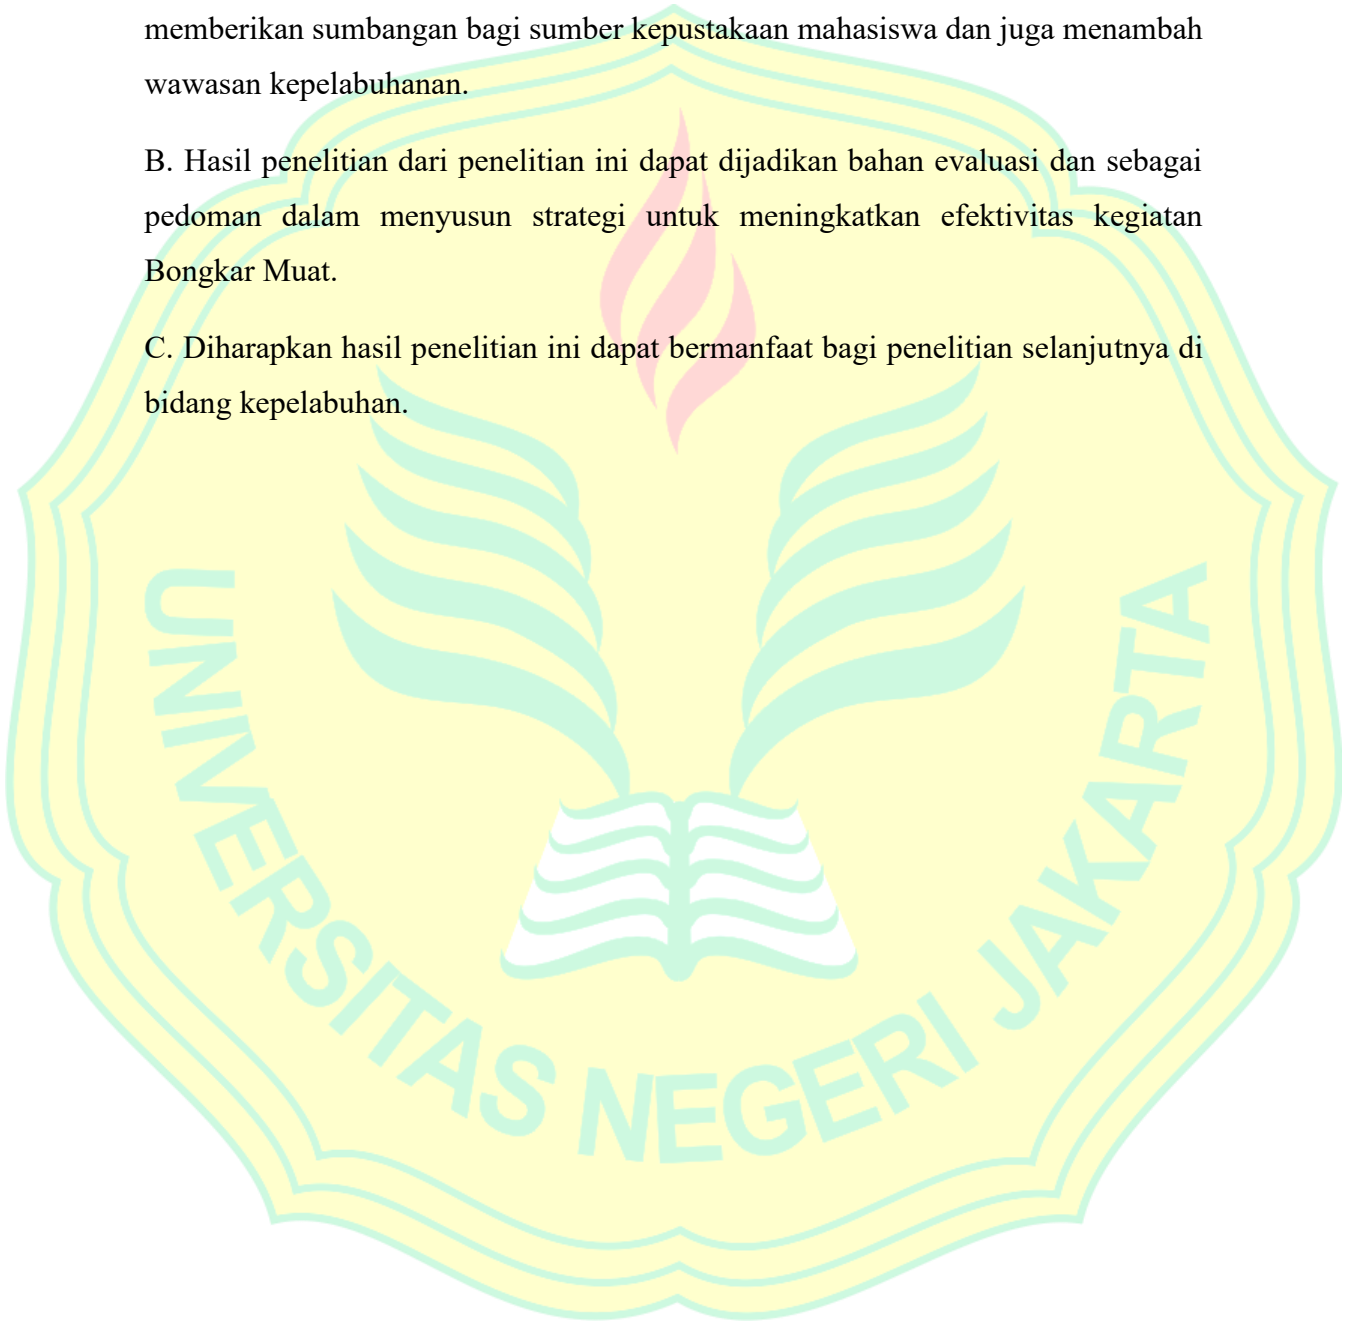 memberikan sumbangan bagi sumber kepustakaan mahasiswa dan juga menambah
wawasan kepelabuhanan.
B. Hasil penelitian dari penelitian ini dapat dijadikan bahan evaluasi dan sebagai
pedoman dalam menyusun strategi untuk meningkatkan efektivitas kegiatan
Bongkar Muat.
C. Diharapkan hasil penelitian ini dapat bermanfaat bagi penelitian selanjutnya di
bidang kepelabuhan.
UNIVERSITAS NEGERI JAKARTA